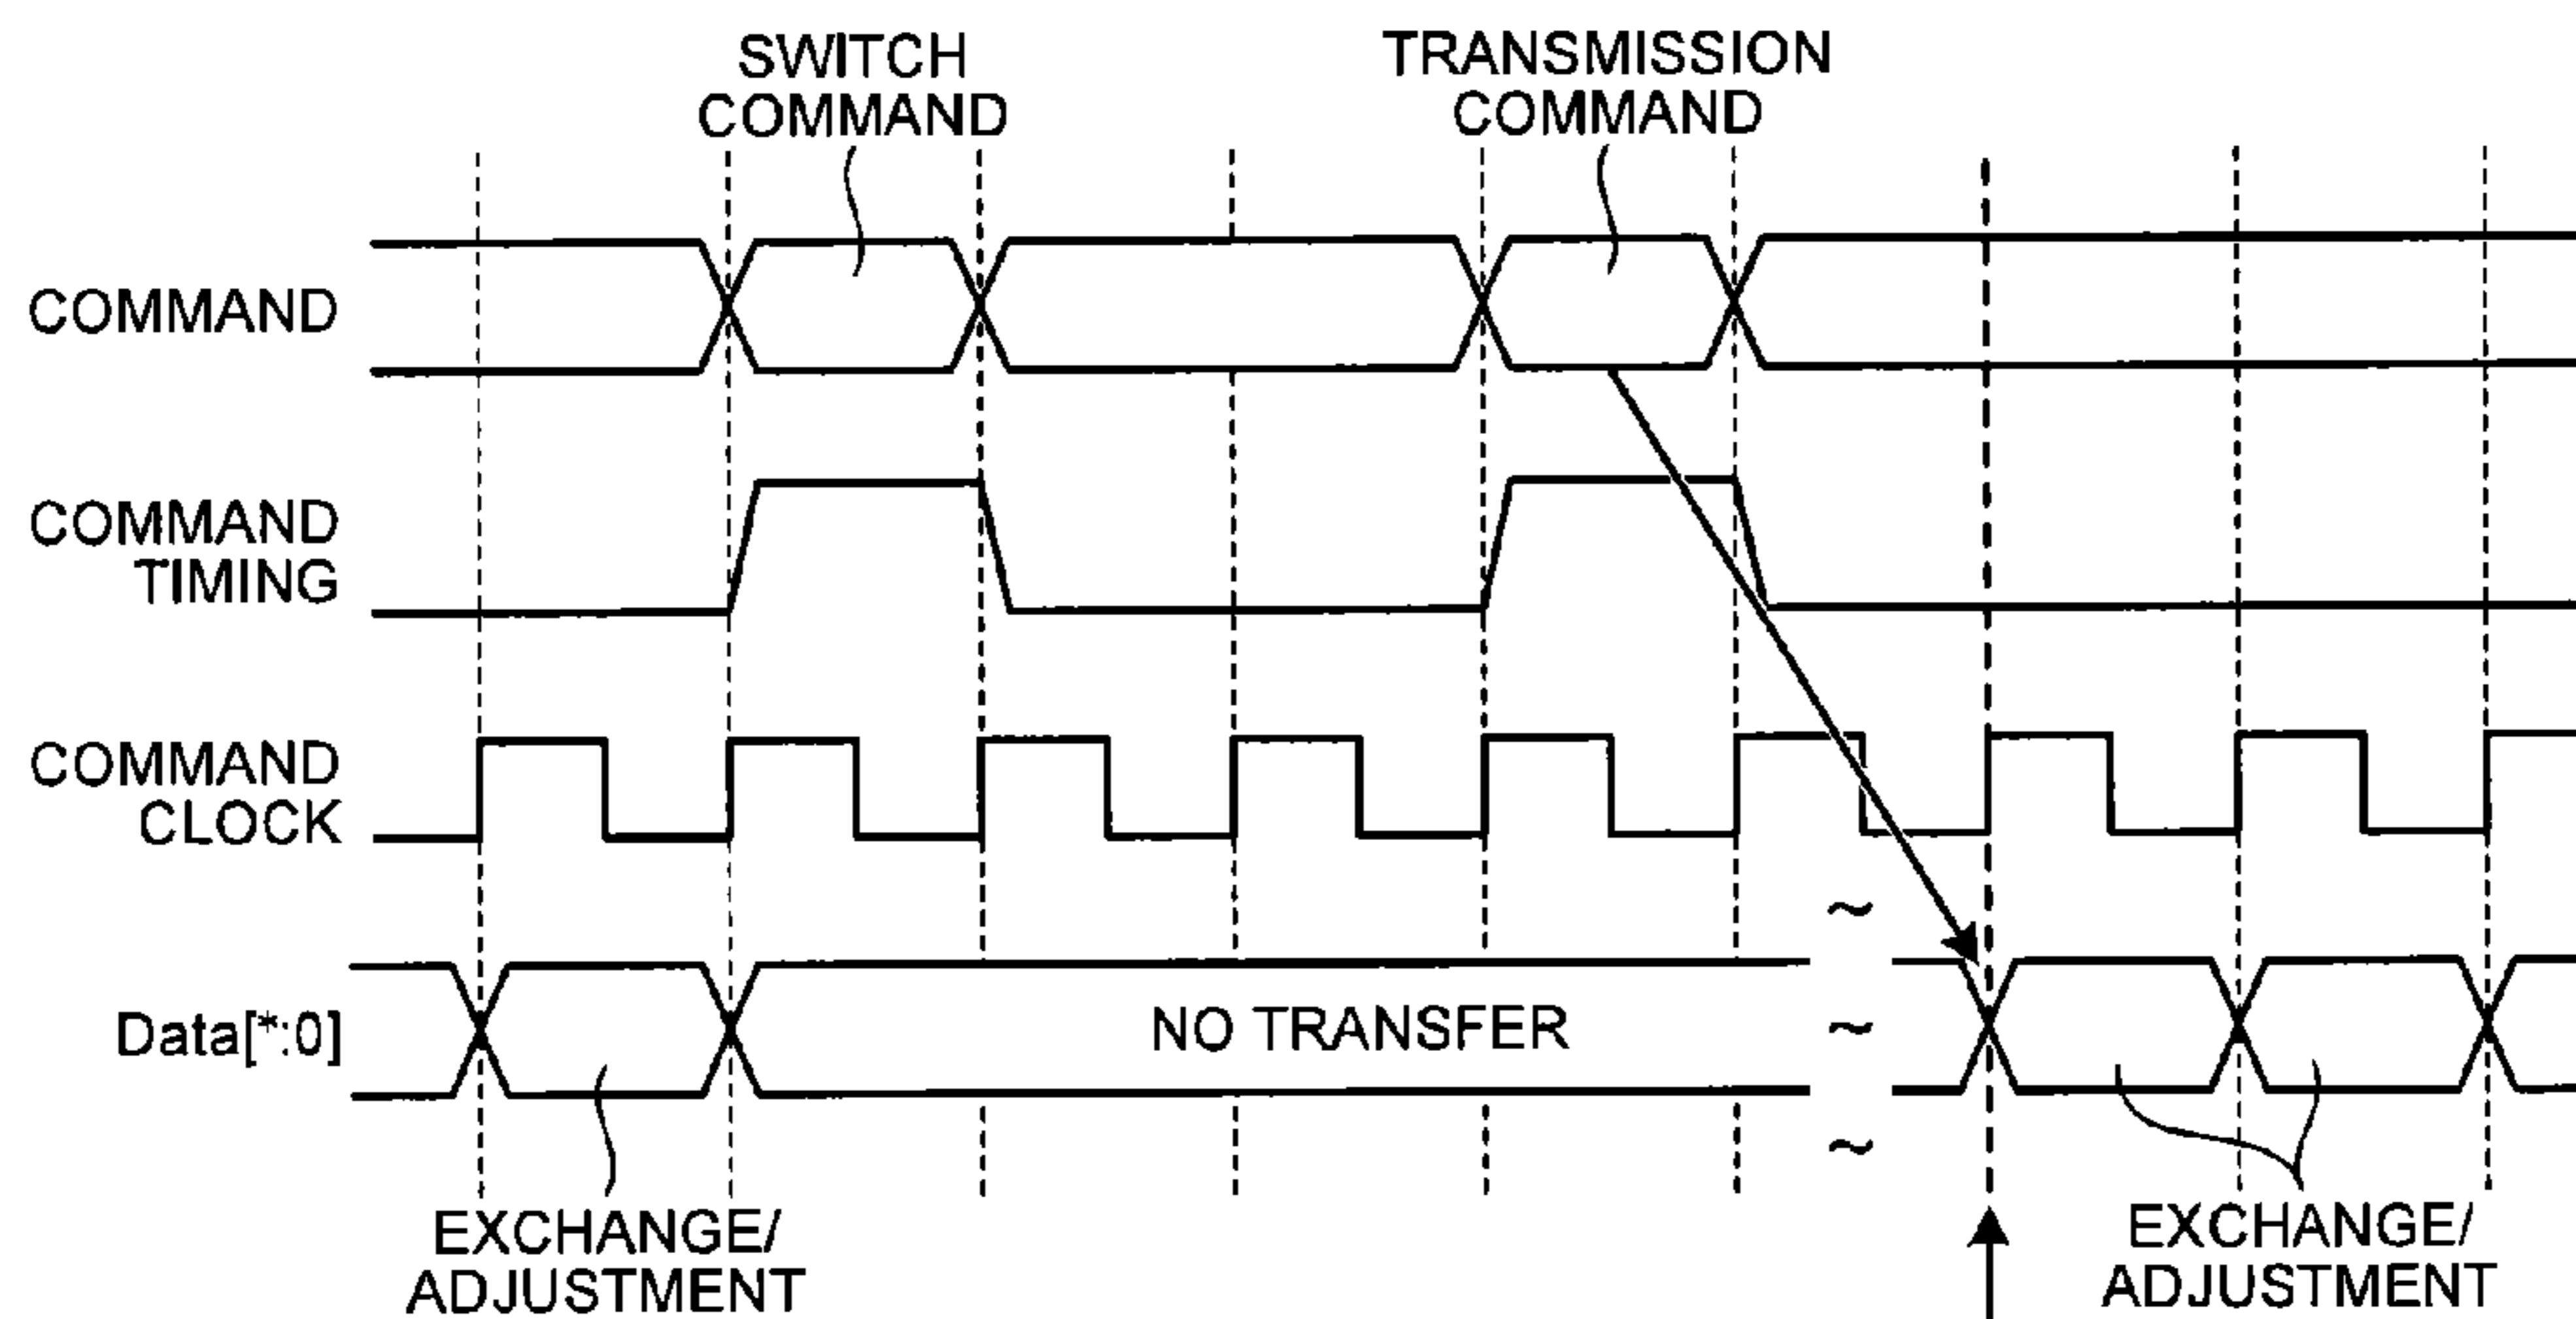 SWITCH
COMMAND
TRANSMISSION
COMMAND
COMMAND
COMMAND
TIMING
COMMAND
CLOCK
~
Data[*:0]
NO TRANSFER
~
~
EXCHANGE/
ADJUSTMENT
EXCHANGE/
ADJUSTMENT